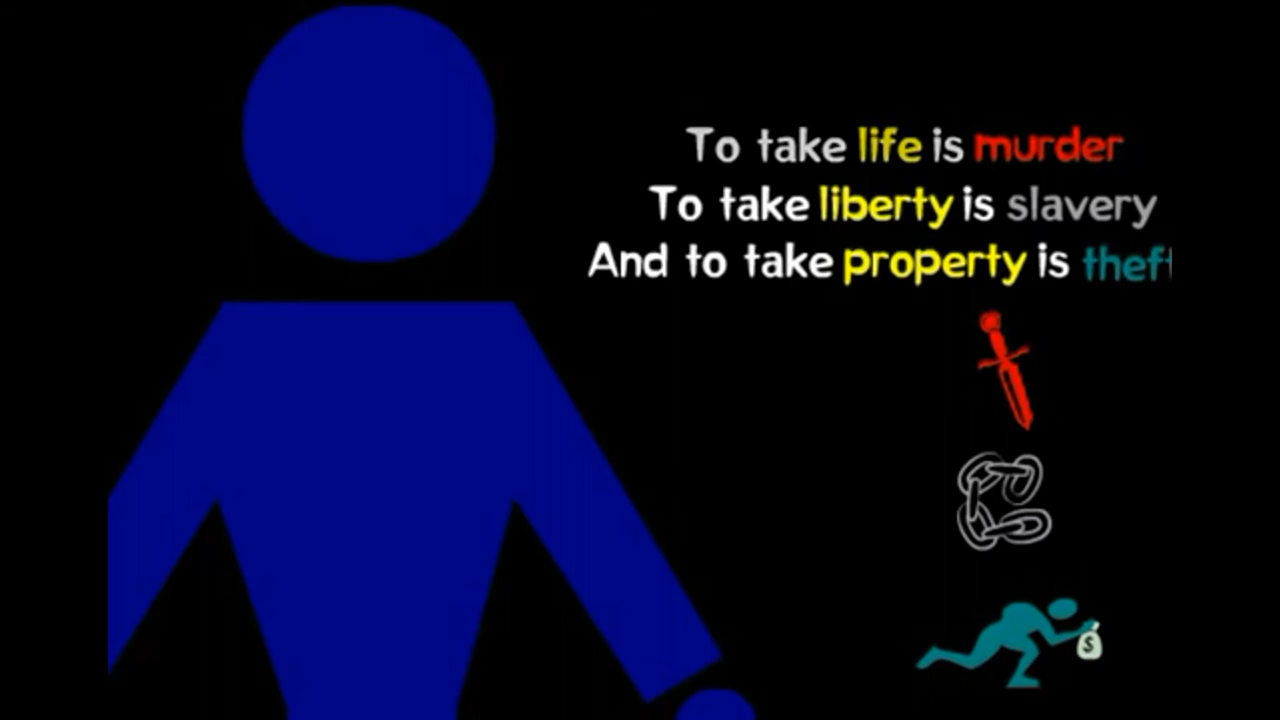 To take life is murder
To take liberty is slavery
And to take property is theft
$